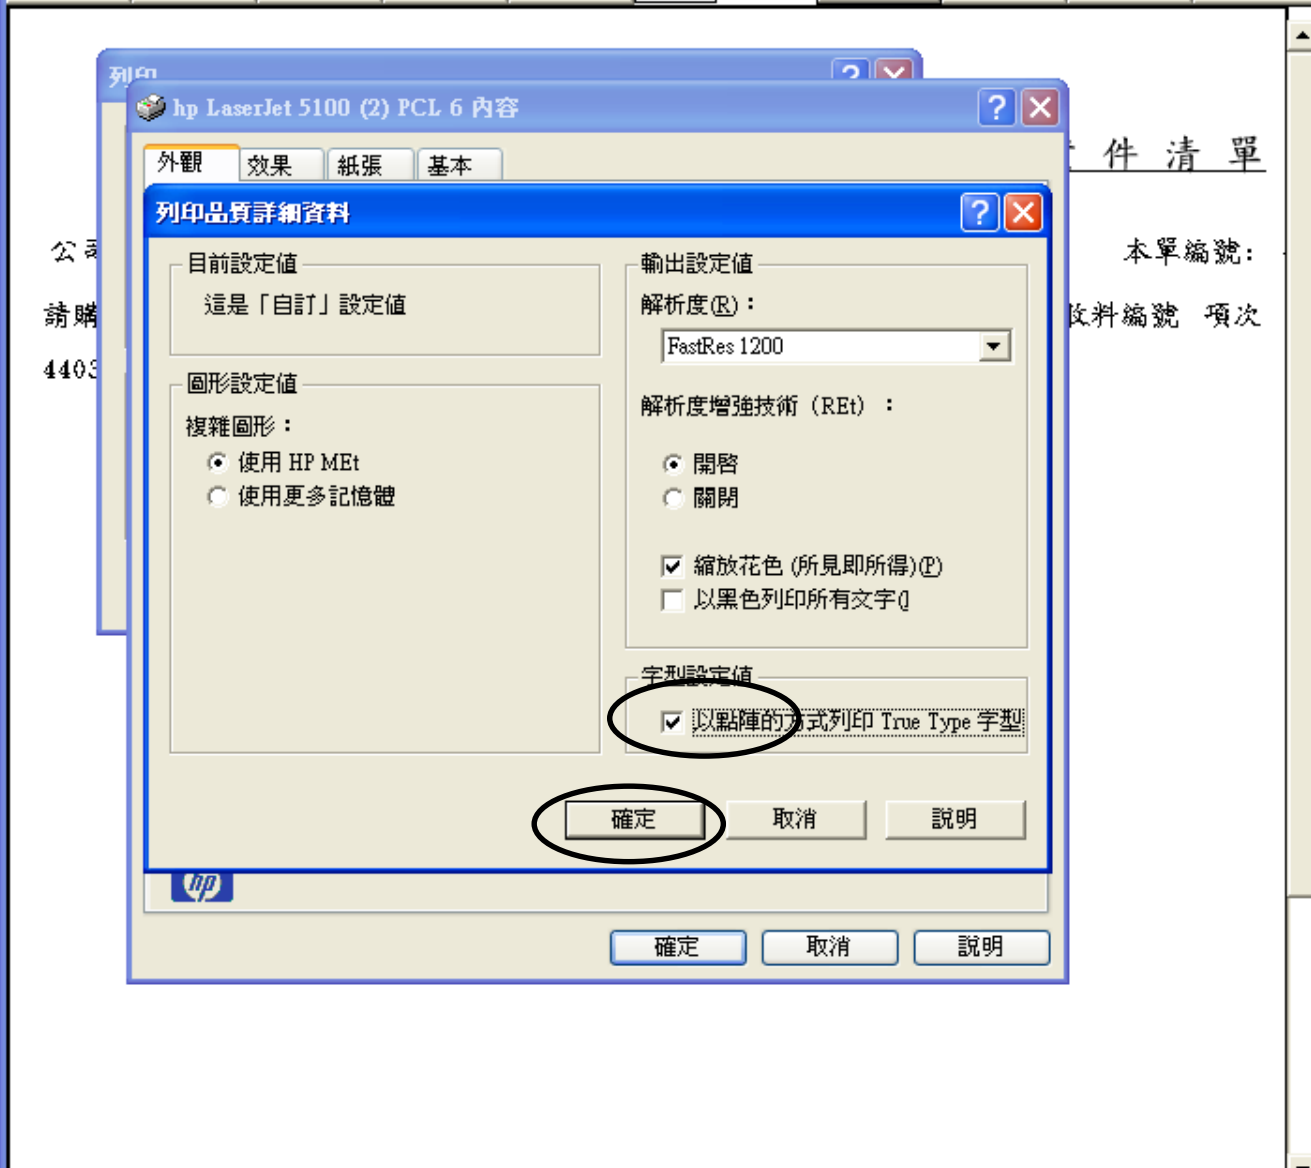 列印
hp LaserJet 5100 (2) PCL 6 內容
外觀 效果 紙張 基本
件 清 單
列印品質詳細資料
公司
本單編號:
目前設定值
這是「自訂」設定值
請購
收料編號 項次
4403
輸出設定值
解析度(R)：
FastRes 1200
圖形設定值
複雜圖形：
使用 HP MEt
使用更多記憶體
解析度增強技術（REt）：
開啓
關閉
縮放花色 (所見即所得)(P)
以黑色列印所有文字(
字型設定值
以點陣的方式列印 True Type 字型
確定 取消 說明
hp
確定 取消 說明